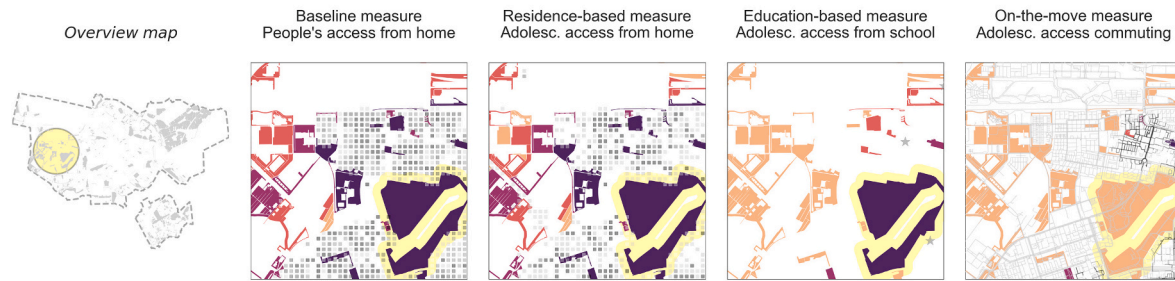 Overview map
Baseline measure
People's access from home
Residence-based measure
Adolesc. access from home
Education-based measure
Adolesc. access from school
On-the-move measure
Adolesc. access commuting